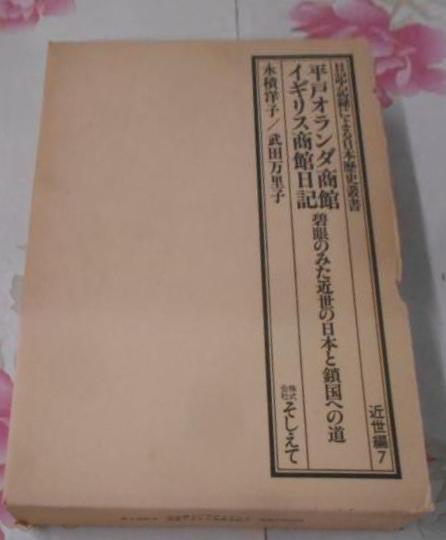 日記・記録による日本歴史叢書
近世編7
平戸オランダ商館
イギリス商館日記
碧眼のみた近世の日本と鎖国への道
永積洋子/武田万里子
株式会社 そしえて